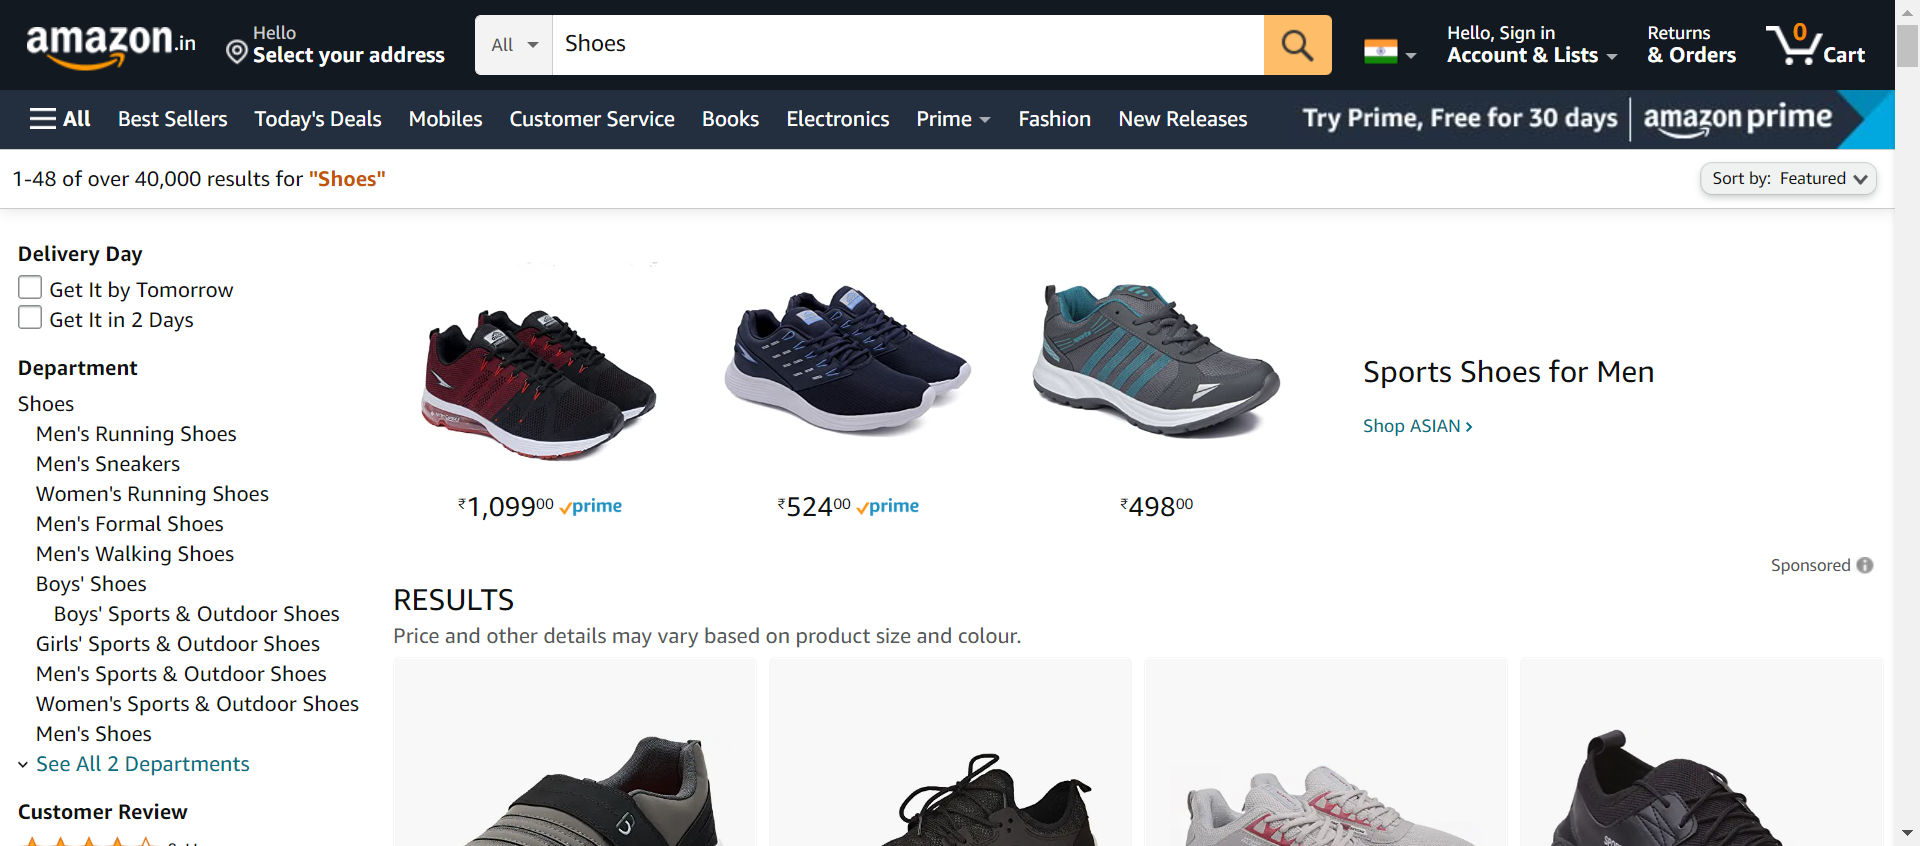 amazon.in
Hello
Select your address
All
Shoes
Hello, Sign in
Account & Lists
Returns
& Orders
0
Cart
All
Best Sellers
Today's Deals
Mobiles
Customer Service
Books
Electronics
Prime
Fashion
New Releases
Try Prime, Free for 30 days
amazon prime
1-48 of over 40,000 results for "Shoes"
Sort by: Featured
Delivery Day
Get It by Tomorrow
Get It in 2 Days
Department
Shoes
Men's Running Shoes
Men's Sneakers
Women's Running Shoes
Men's Formal Shoes
Men's Walking Shoes
Boys' Shoes
Boys' Sports & Outdoor Shoes
Girls' Sports & Outdoor Shoes
Men's Sports & Outdoor Shoes
Women's Sports & Outdoor Shoes
Men's Shoes
See All 2 Departments
Customer Review
₹1,09900 prime
₹52400 prime
₹49800
Sports Shoes for Men
Shop ASIAN
Sponsored
RESULTS
Price and other details may vary based on product size and colour.